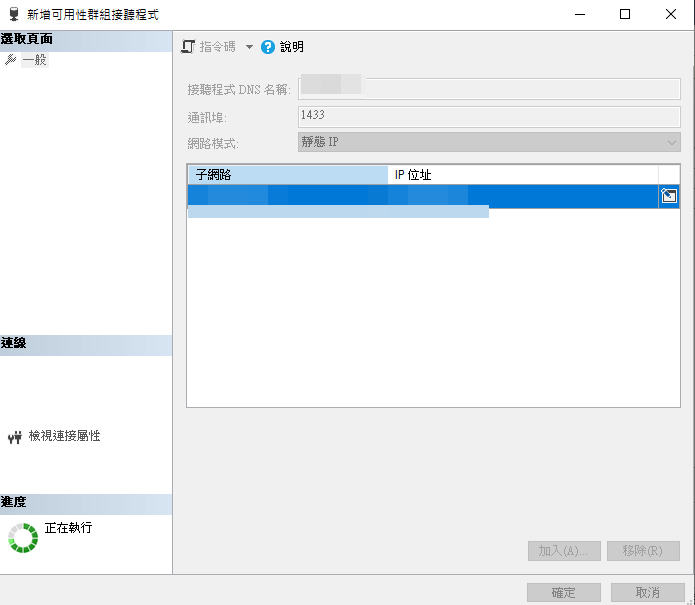 新增可用性群組接聽程式
選取頁面
一般
指令碼 說明
接聽程式 DNS 名稱:
通訊埠: 1433
網路模式: 靜態 IP
子網路 IP 位址
連線
檢視連接屬性
進度
正在執行
加入(A)... 移除(R)
確定 取消